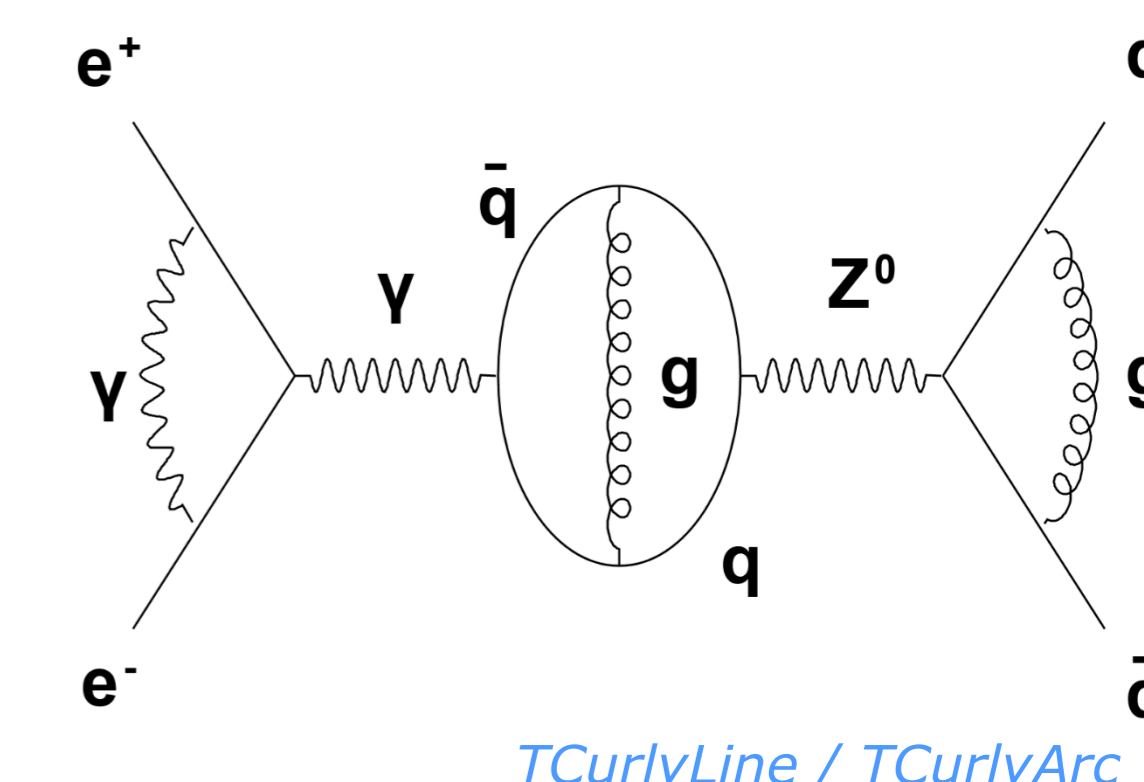 e⁺
q̄
γ
Z⁰
γ
g
q
e⁻
TCurlyLine / TCurlyArc